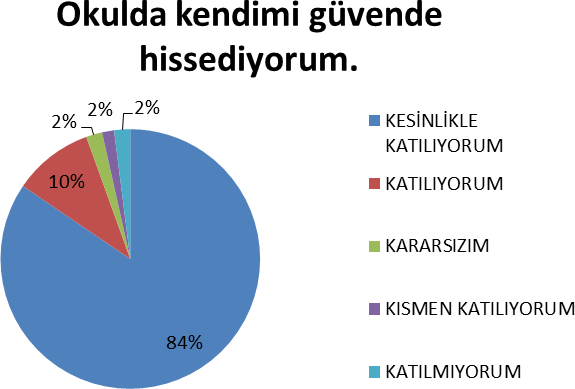 Okulda kendimi güvende
hissediyorum.
2%
2%
2%
10%
84%
KESİNLİKLE
KATILIYORUM
KATILIYORUM
KARARSIZIM
KISMEN KATILIYORUM
KATILMIYORUM